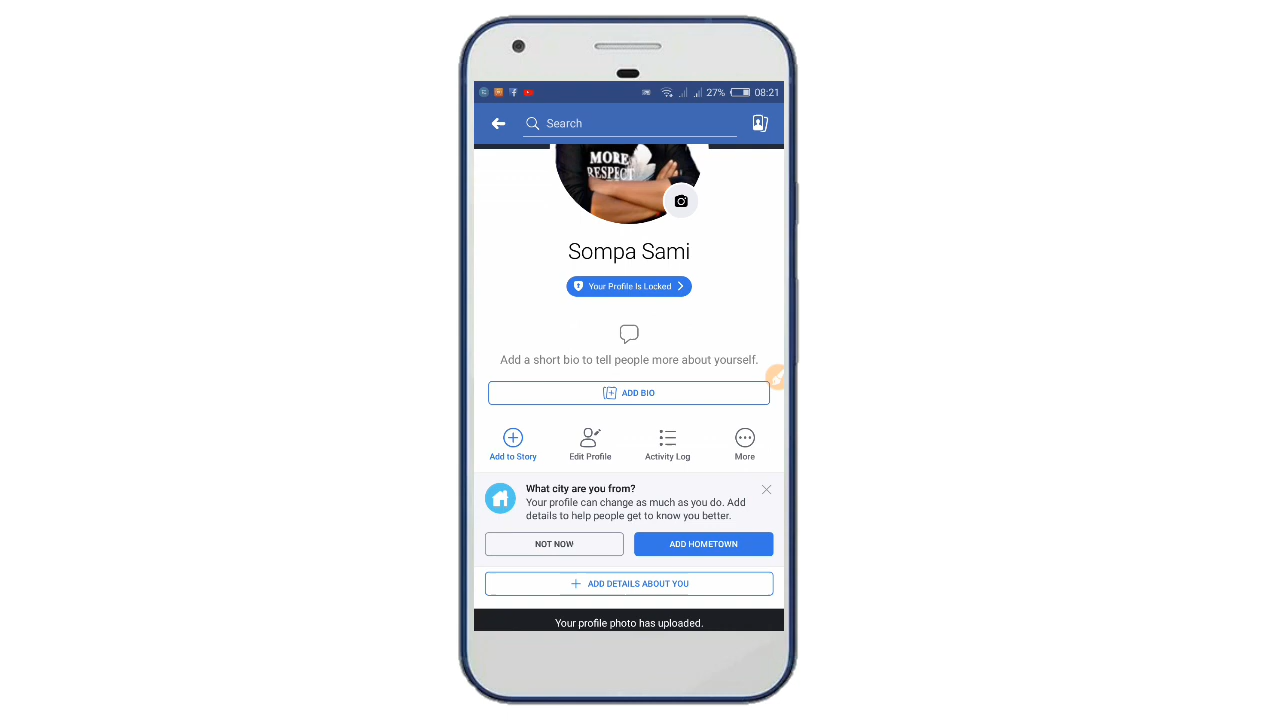 27% 08:21
Search
MORE
RESPECT
Sompa Sami
Your Profile Is Locked
Add a short bio to tell people more about yourself.
ADD BIO
Add to Story Edit Profile Activity Log More
What city are you from?
Your profile can change as much as you do. Add
details to help people get to know you better.
NOT NOW ADD HOMETOWN
ADD DETAILS ABOUT YOU
Your profile photo has uploaded.